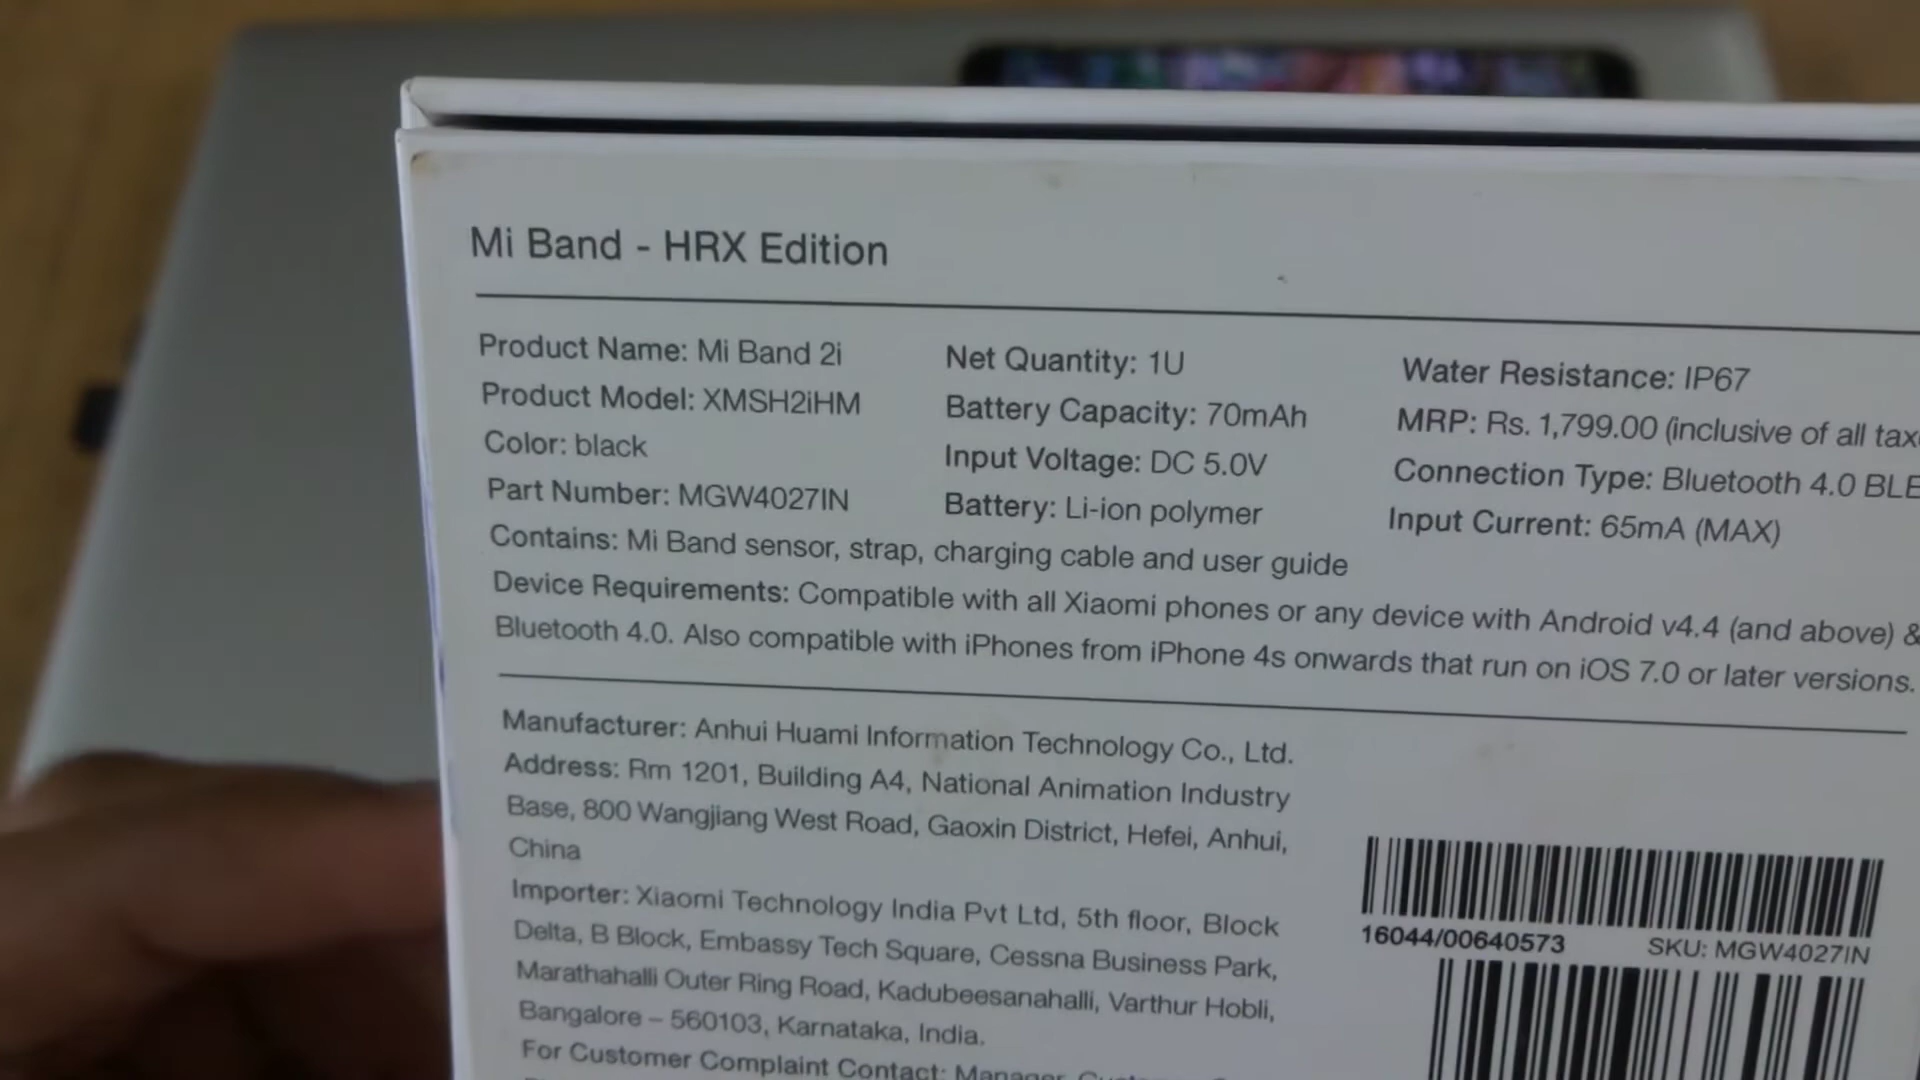 Mi Band - HRX Edition
Product Name: Mi Band 2i
Product Model: XMSH2iHM
Color: black
Part Number: MGW4027IN
Net Quantity: 1U
Battery Capacity: 70mAh
Input Voltage: DC 5.0V
Battery: Li-ion polymer
Water Resistance: IP67
MRP: Rs. 1,799.00 (inclusive of all
Connection Type: Bluetooth 4.0 BLE
Input Current: 65mA (MAX)
Contains: Mi Band sensor, strap, charging cable and user guide
Device Requirements: Compatible with all Xiaomi phones or any device with Android v4.4 (and above) &
Bluetooth 4.0. Also compatible with iPhones from iPhone 4s onwards that run on iOS 7.0 or later versions.
Manufacturer: Anhui Huami Information Technology Co., Ltd.
Address: Rm 1201, Building A4, National Animation Industry
Base, 800 Wangjiang West Road, Gaoxin District, Hefei, Anhui,
China
Importer: Xiaomi Technology India Pvt Ltd, 5th floor, Block
Delta, B Block, Embassy Tech Square, Cessna Business Park,
Marathahalli Outer Ring Road, Kadubeesanahalli, Varthur Hobli,
Bangalore – 560103, Karnataka, India.
For Customer Complaint Contact: Manager,
16044/00640573
SKU: MGW4027IN